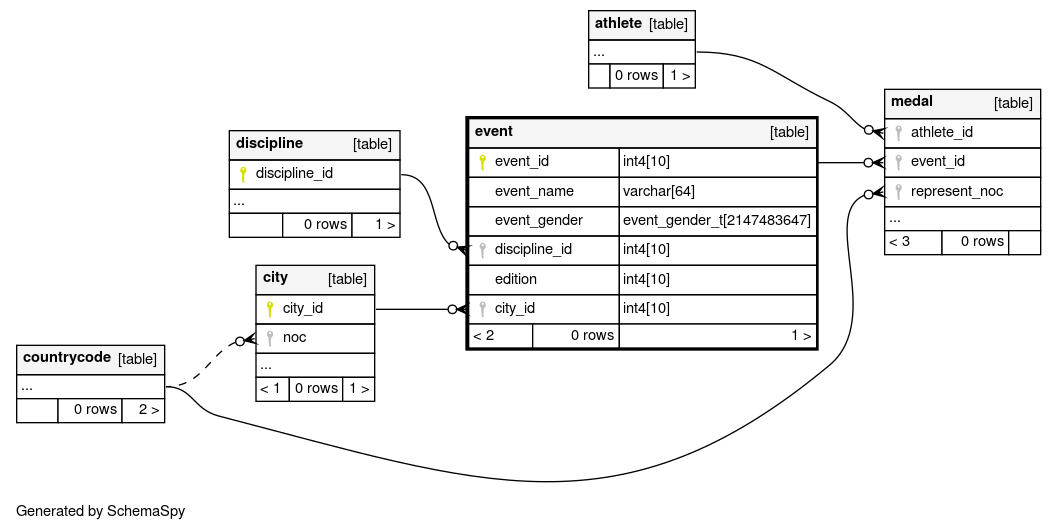 athlete [table]
...
0 rows 1 >
medal [table]
athlete_id
event_id
represent_noc
...
< 3 0 rows
event [table]
event_id int4[10]
event_name varchar[64]
event_gender event_gender_t[2147483647]
discipline_id int4[10]
edition int4[10]
city_id int4[10]
< 2 0 rows 1 >
discipline [table]
discipline_id
...
0 rows 1 >
city [table]
city_id
noc
...
< 1 0 rows 1 >
countrycode [table]
...
0 rows 2 >
Generated by SchemaSpy